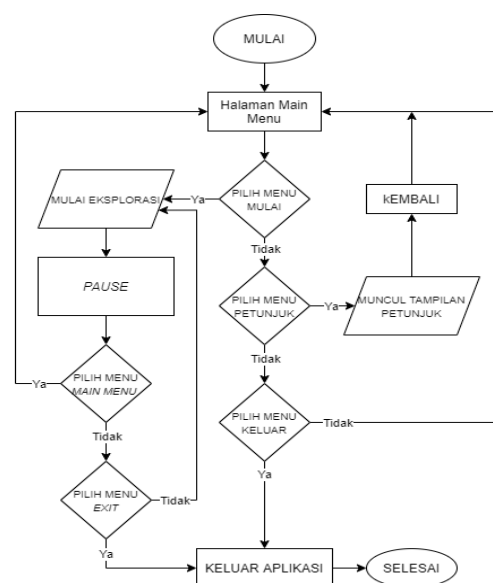 MULAI
Halaman Main
Menu
PILIH MENU
MULAI
Ya
MULAI EKSPLORASI
Tidak
kEMBALI
PAUSE
PILIH MENU
PETUNJUK
Ya
MUNCUL TAMPILAN
PETUNJUK
Tidak
PILIH MENU
MAIN MENU
Ya
Tidak
PILIH MENU
KELUAR
Tidak
Ya
PILIH MENU
EXIT
Tidak
Ya
KELUAR APLIKASI
SELESAI